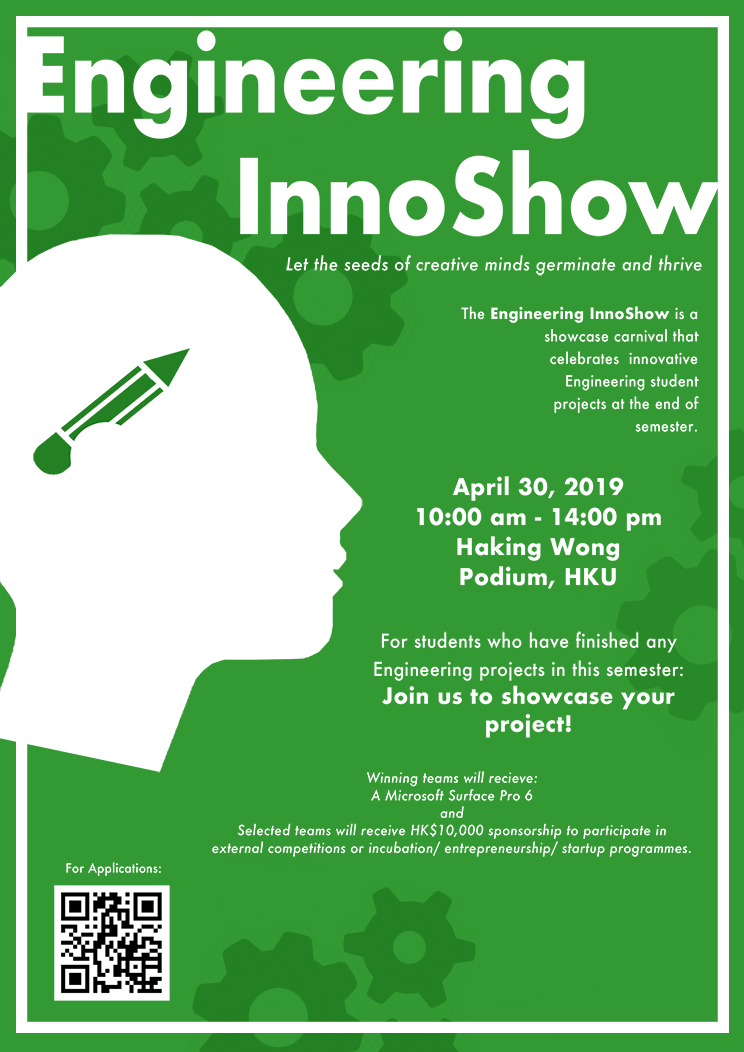 Engineering
InnoShow
Let the seeds of creative minds germinate and thrive
The Engineering InnoShow is a
showcase carnival that
celebrates innovative
Engineering student
projects at the end of
semester.
April 30, 2019
10:00 am - 14:00 pm
Haking Wong
Podium, HKU
For students who have finished any
Engineering projects in this semester:
Join us to showcase your
project!
Winning teams will recieve:
A Microsoft Surface Pro 6
and
Selected teams will receive HK$10,000 sponsorship to participate in
external competitions or incubation/ entrepreneurship/ startup programmes.
For Applications: